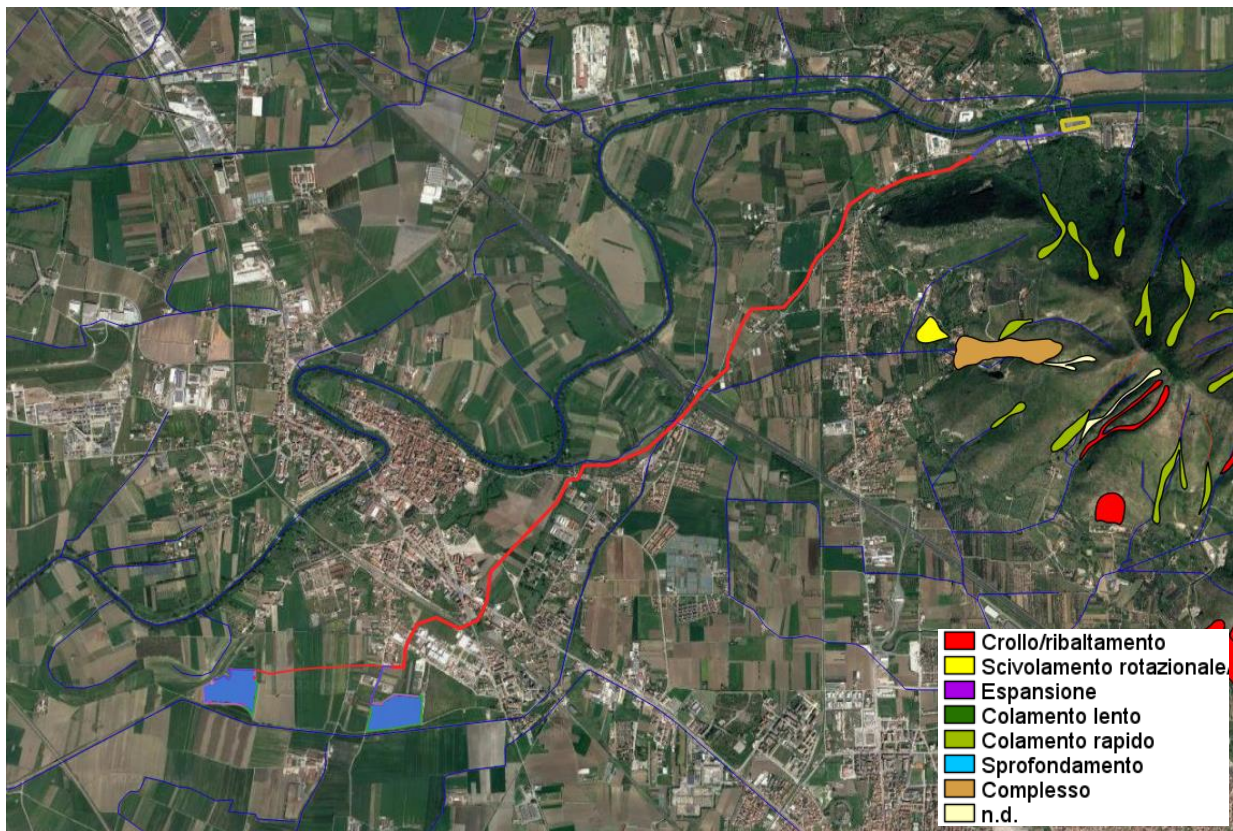 Crollo/ribaltamento
Scivolamento rotazionale/
Espansione
Colamento lento
Colamento rapido
Sprofondamento
Complesso
n.d.